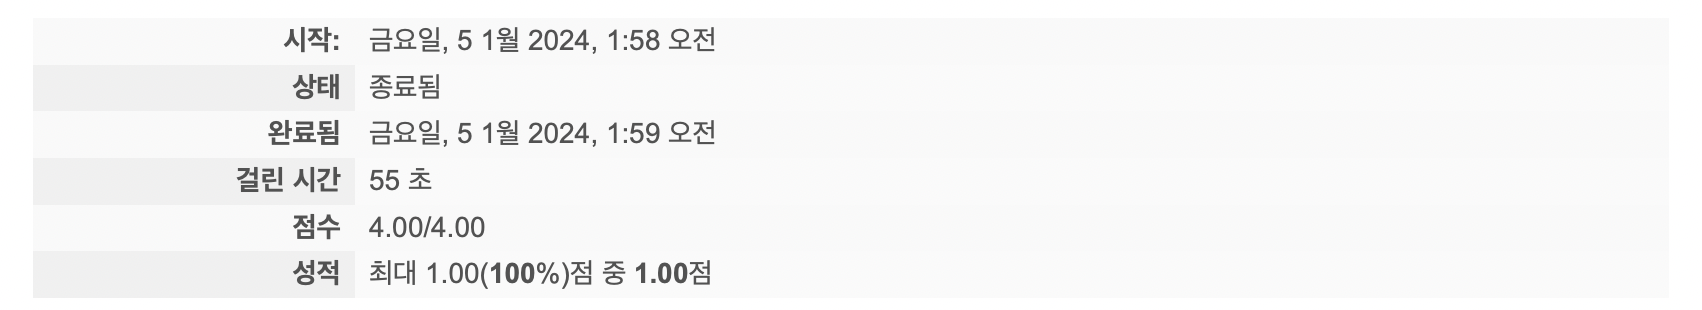 시작: 금요일, 5 1월 2024, 1:58 오전
상태 종료됨
완료됨 금요일, 5 1월 2024, 1:59 오전
걸린 시간 55 초
점수 4.00/4.00
성적 최대 1.00(100%)점 중 1.00점